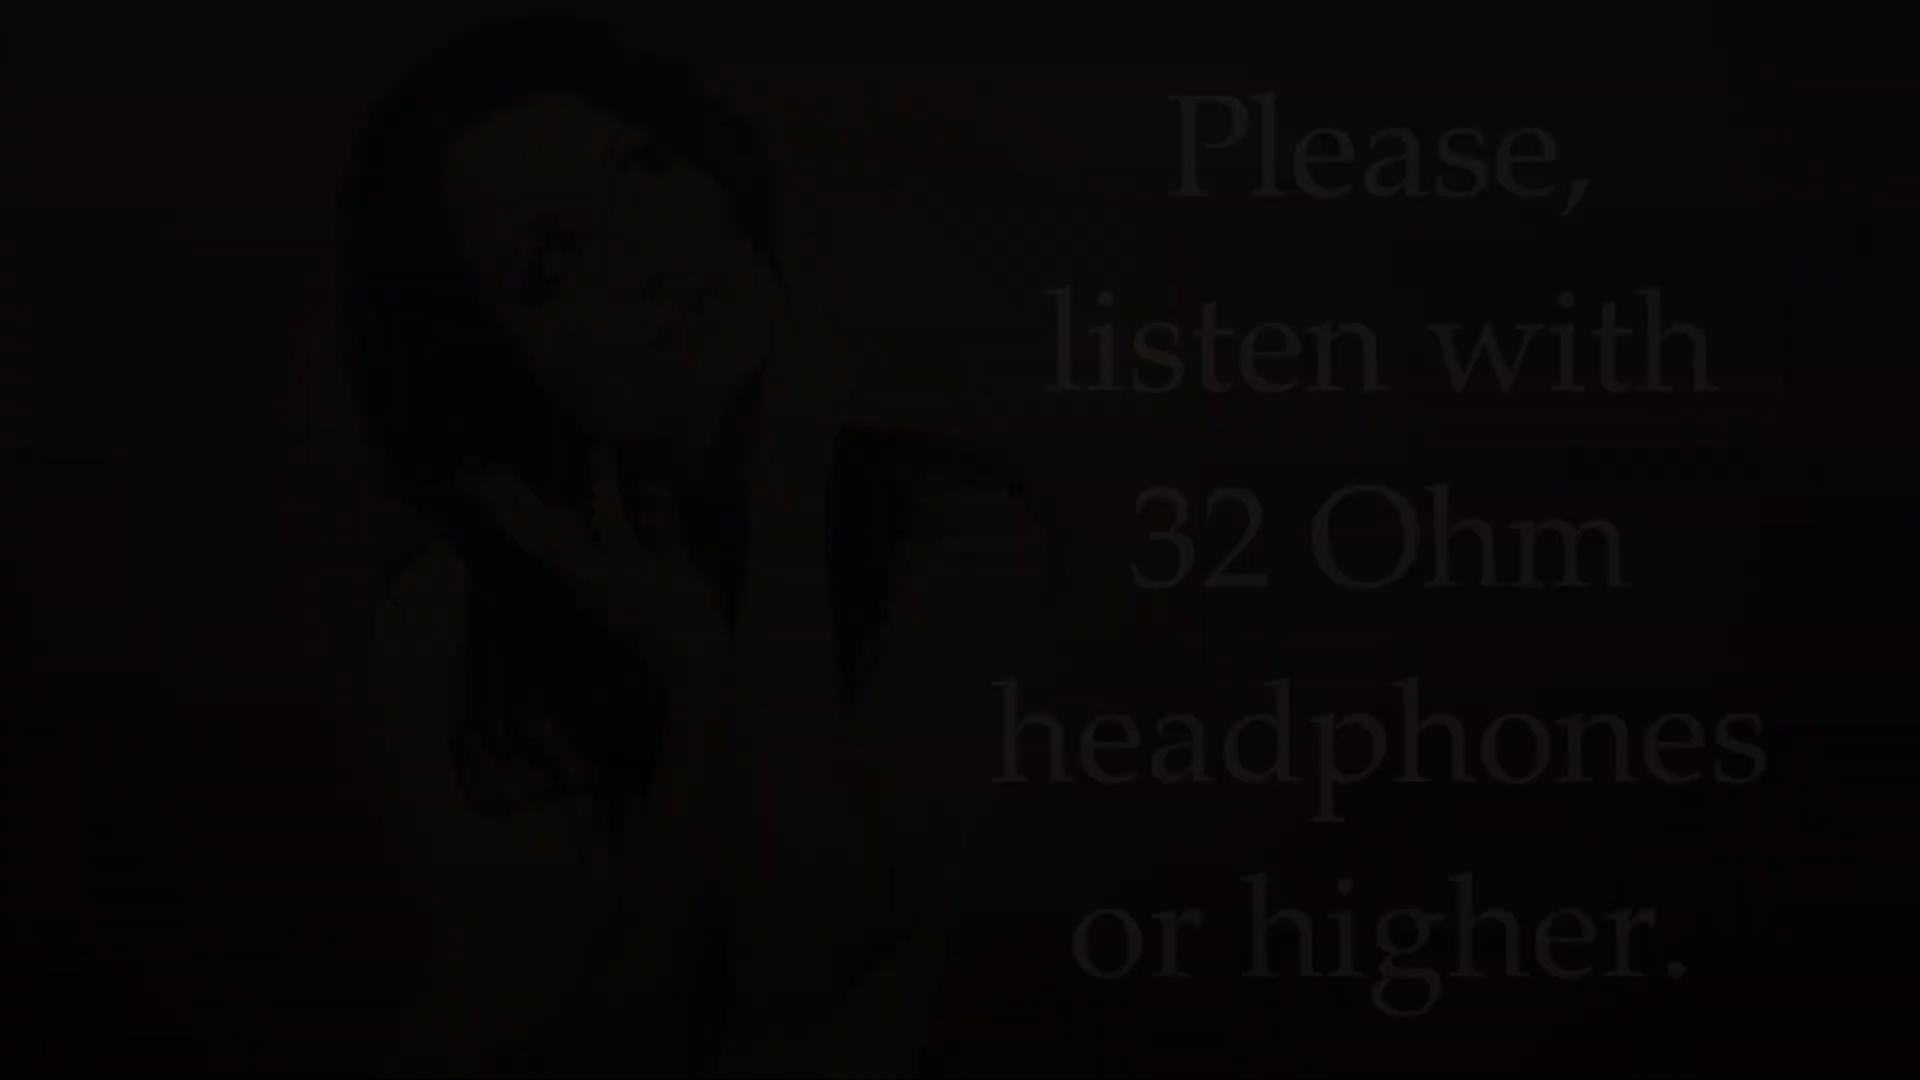 Please,
listen with
32 Ohm
headphones
or higher.